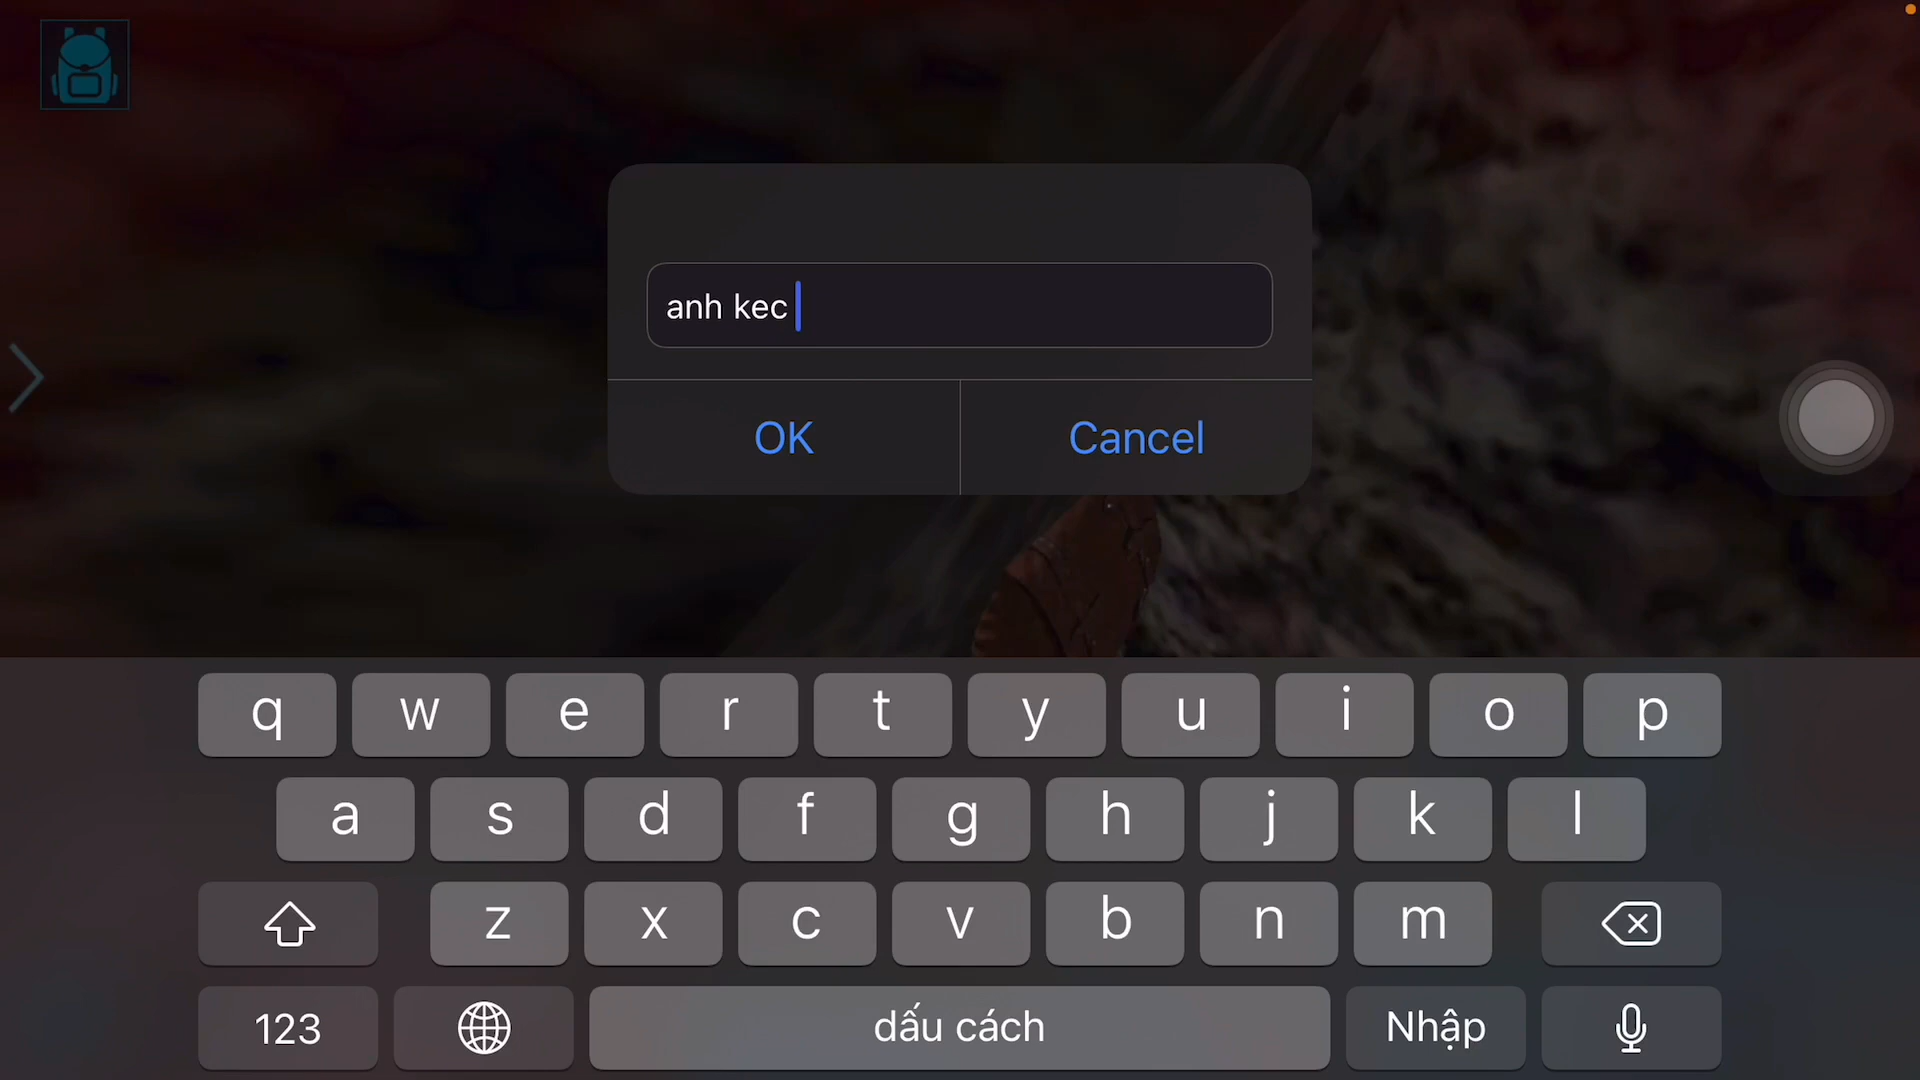 anh kec
OK Cancel
q w e r t y u i o p
a s d f g h j k l
z x c v b n m
123 dấu cách Nhập